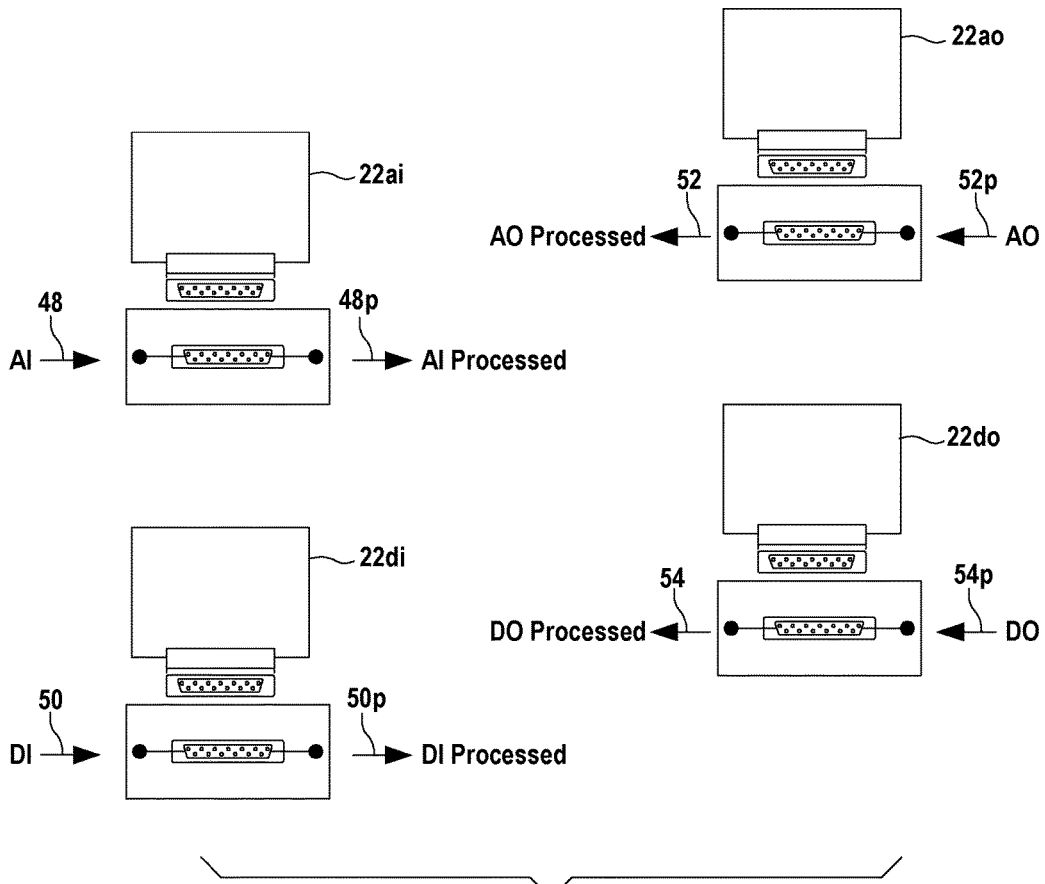 22ao
22ai
52
52p
AO Processed
AO
48
48p
AI
AI Processed
22do
22di
54
54p
DO Processed
DO
50
50p
DI
DI Processed